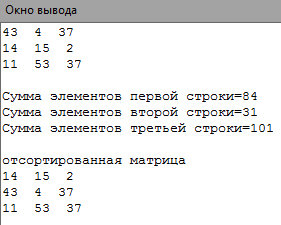 Окно вывода
43 4 37
14 15 2
11 53 37
Сумма элементов первой строки=84
Сумма элементов второй строки=31
Сумма элементов третьей строки=101
отсортированная матрица
14 15 2
43 4 37
11 53 37